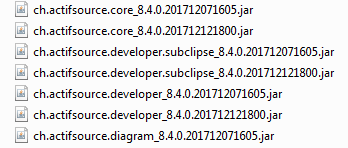 ch.actifsource.core_8.4.0.201712071605.jar
ch.actifsource.core_8.4.0.201712121800.jar
ch.actifsource.developer.subclipse_8.4.0.201712071605.jar
ch.actifsource.developer.subclipse_8.4.0.201712121800.jar
ch.actifsource.developer_8.4.0.201712071605.jar
ch.actifsource.developer_8.4.0.201712121800.jar
ch.actifsource.diagram_8.4.0.201712071605.jar